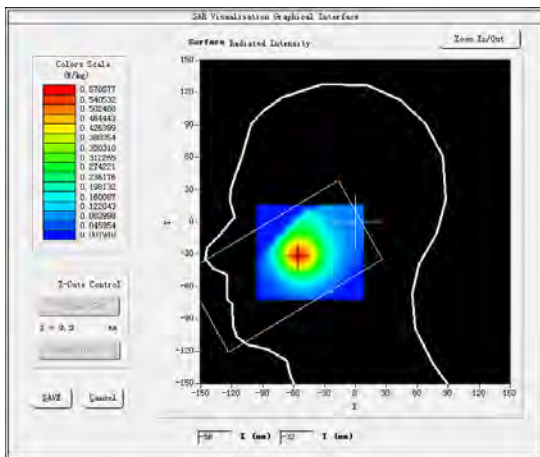 SAR Visualisation Graphical Interface
Surface Radiated Intensity
Zoom In/Out
Colors Scale
(W/kg)
0.578577
0.540532
0.502488
0.464443
0.426399
0.388354
0.350310
0.312265
0.274221
0.236176
0.198132
0.160087
0.122043
0.083998
0.045954
150
120
90
60
30
0
-30
-60
-90
-120
-150
-150 -120 -90 -60 -30 0 30 60 90 120 150
Z-Cuts Control
SAVE
Cancel
-56 X (mm) -32 Y (mm)